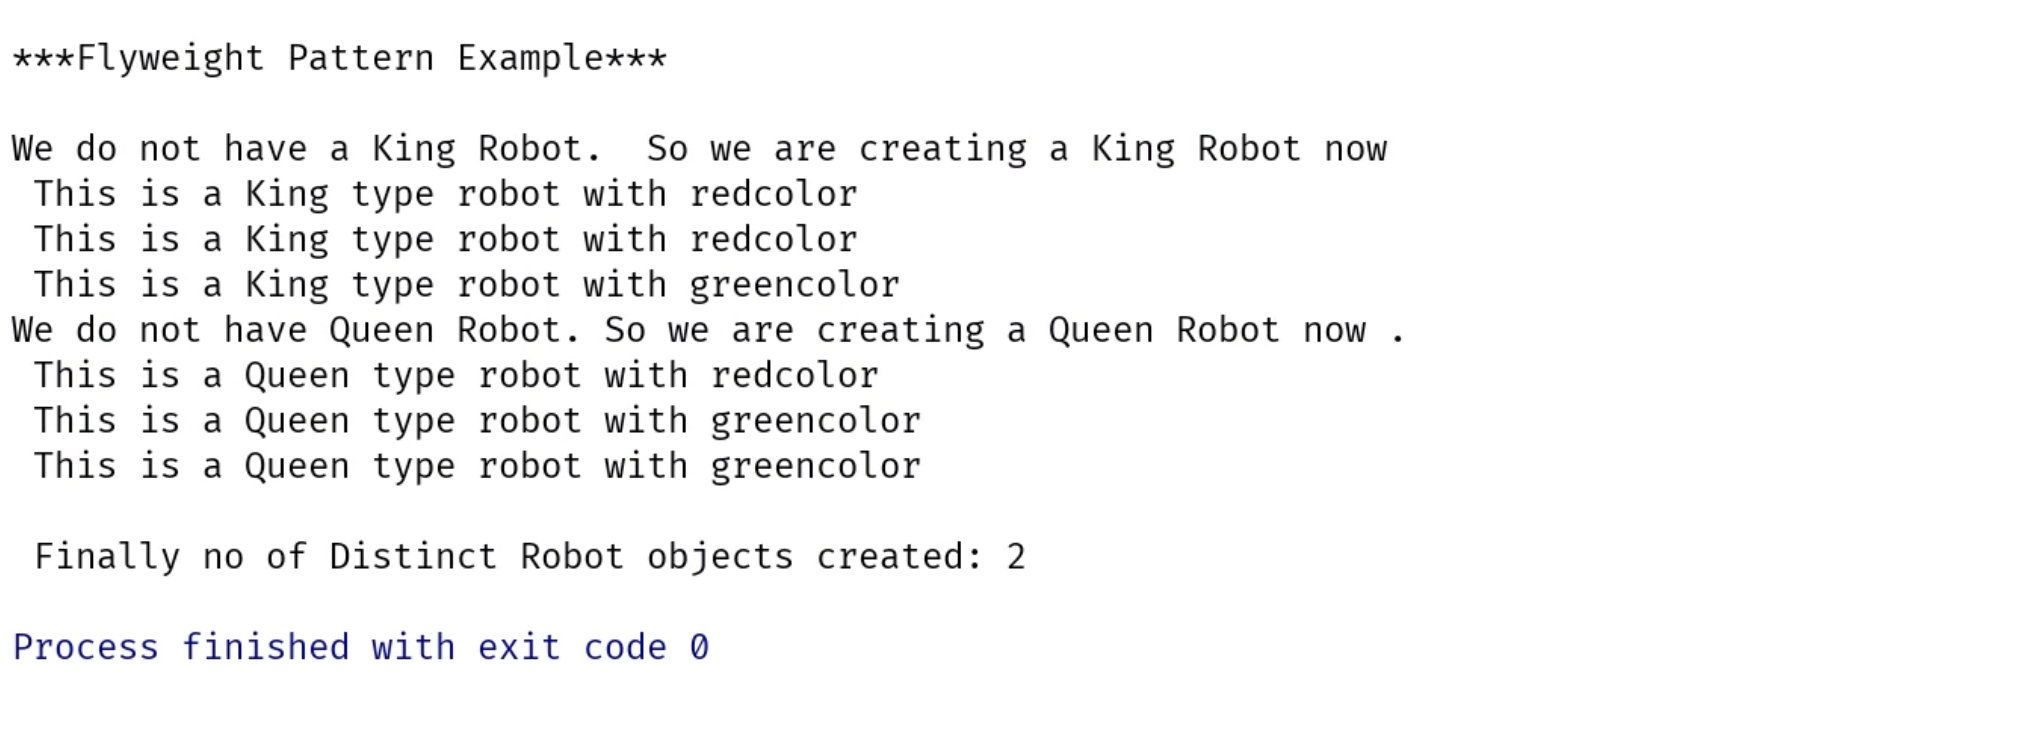 ***Flyweight Pattern Example***
We do not have a King Robot.  So we are creating a King Robot now
This is a King type robot with redcolor
This is a King type robot with redcolor
This is a King type robot with greencolor
We do not have Queen Robot. So we are creating a Queen Robot now .
This is a Queen type robot with redcolor
This is a Queen type robot with greencolor
This is a Queen type robot with greencolor
Finally no of Distinct Robot objects created: 2
Process finished with exit code 0